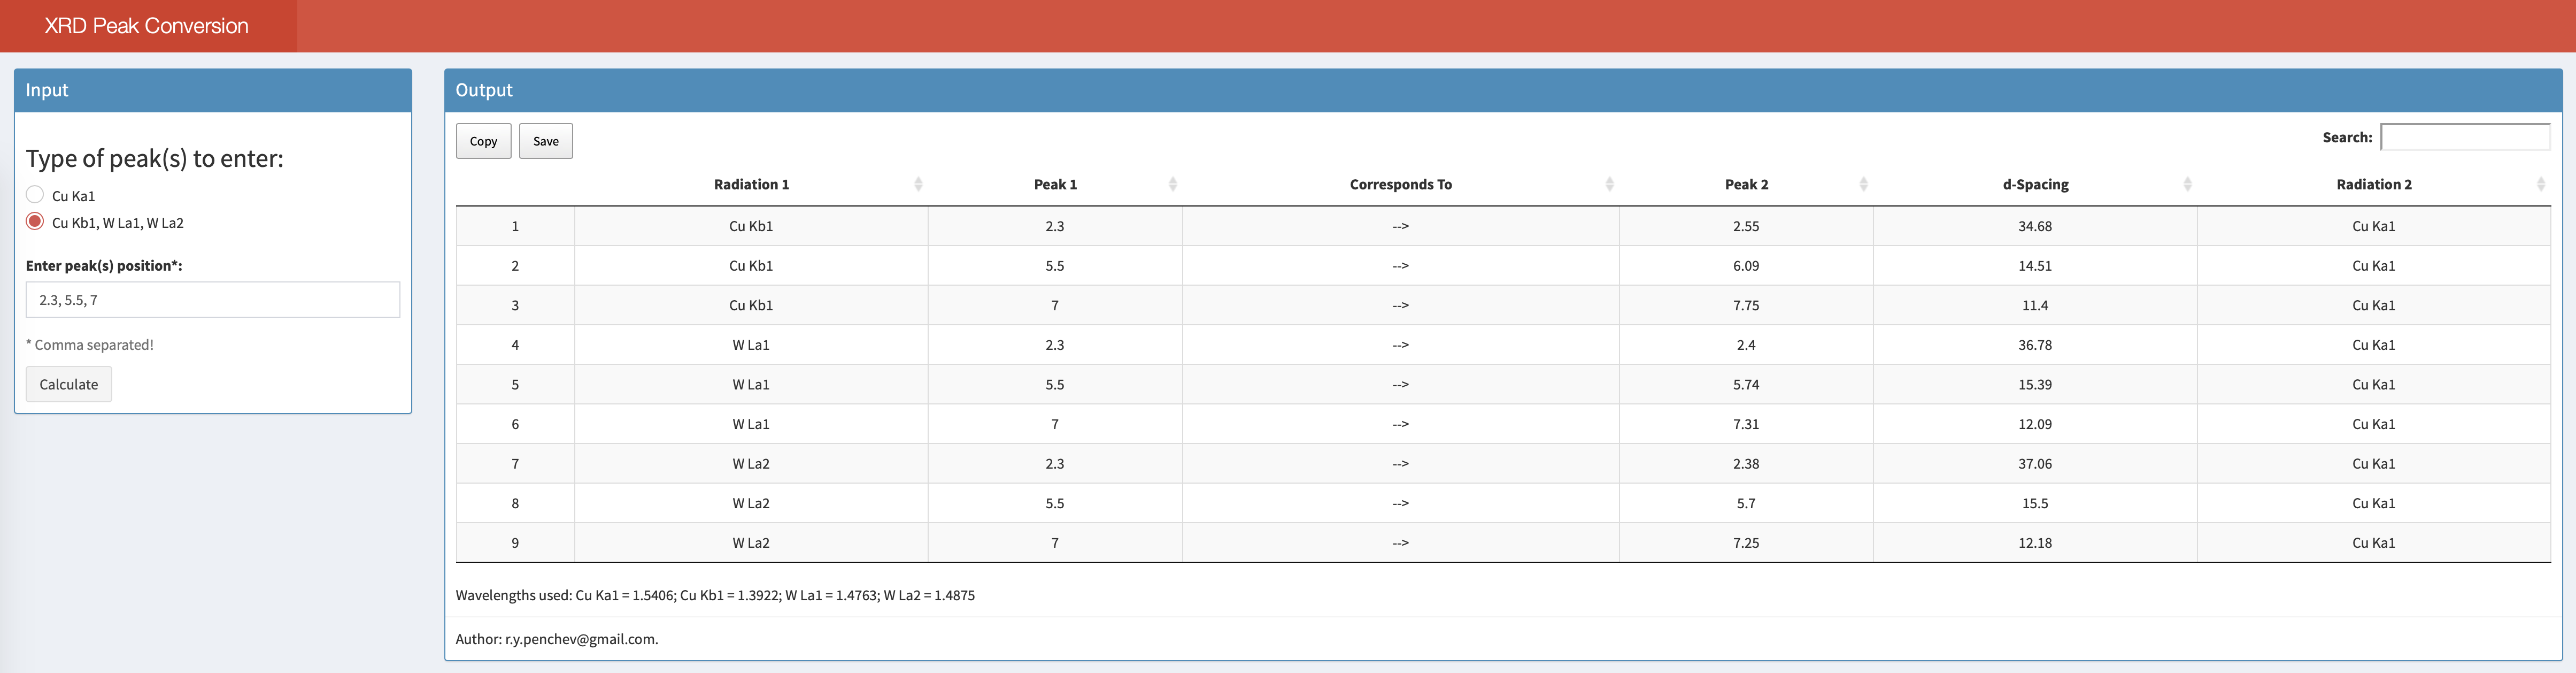 XRD Peak Conversion
Input
Type of peak(s) to enter:
Cu Ka1
Cu Kb1, W La1, W La2
Enter peak(s) position*:
2.3, 5.5, 7
* Comma separated!
Calculate
Output
Copy Save Search:
Radiation 1 Peak 1 Corresponds To Peak 2 d-Spacing Radiation 2
1 Cu Kb1 2.3 --> 2.55 34.68 Cu Ka1
2 Cu Kb1 5.5 --> 6.09 14.51 Cu Ka1
3 Cu Kb1 7 --> 7.75 11.4 Cu Ka1
4 W La1 2.3 --> 2.4 36.78 Cu Ka1
5 W La1 5.5 --> 5.74 15.39 Cu Ka1
6 W La1 7 --> 7.31 12.09 Cu Ka1
7 W La2 2.3 --> 2.38 37.06 Cu Ka1
8 W La2 5.5 --> 5.7 15.5 Cu Ka1
9 W La2 7 --> 7.25 12.18 Cu Ka1
Wavelengths used: Cu Ka1 = 1.5406; Cu Kb1 = 1.3922; W La1 = 1.4763; W La2 = 1.4875
Author: r.y.penchev@gmail.com.